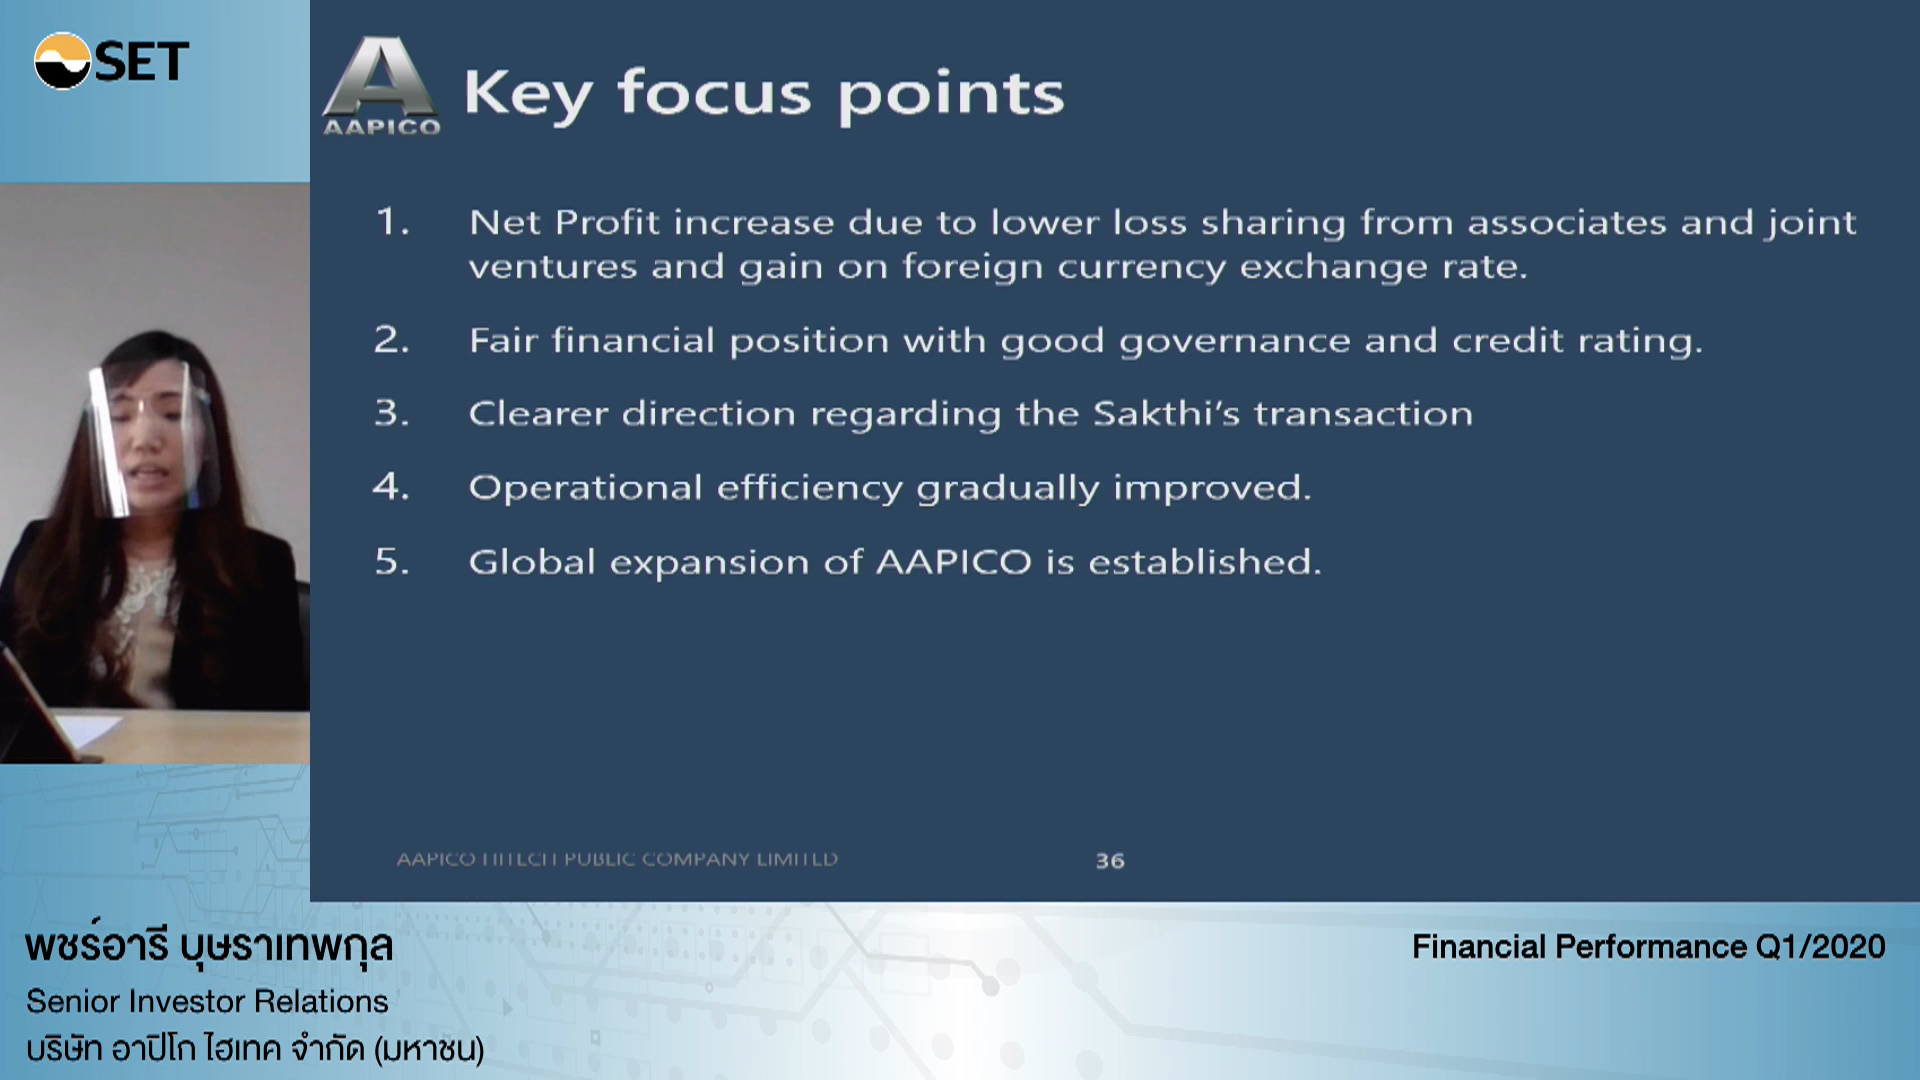 SET
AAPICO
Key focus points
1. Net Profit increase due to lower loss sharing from associates and joint
ventures and gain on foreign currency exchange rate.
2. Fair financial position with good governance and credit rating.
3. Clearer direction regarding the Sakthi's transaction
4. Operational efficiency gradually improved.
5. Global expansion of AAPICO is established.
AAPICO HITECH PUBLIC COMPANY LIMITED
36
พชร์อารี บุษราเทพกุล
Senior Investor Relations
บริษัท อาปิโก ไฮเทค จำกัด (มหาชน)
Financial Performance Q1/2020